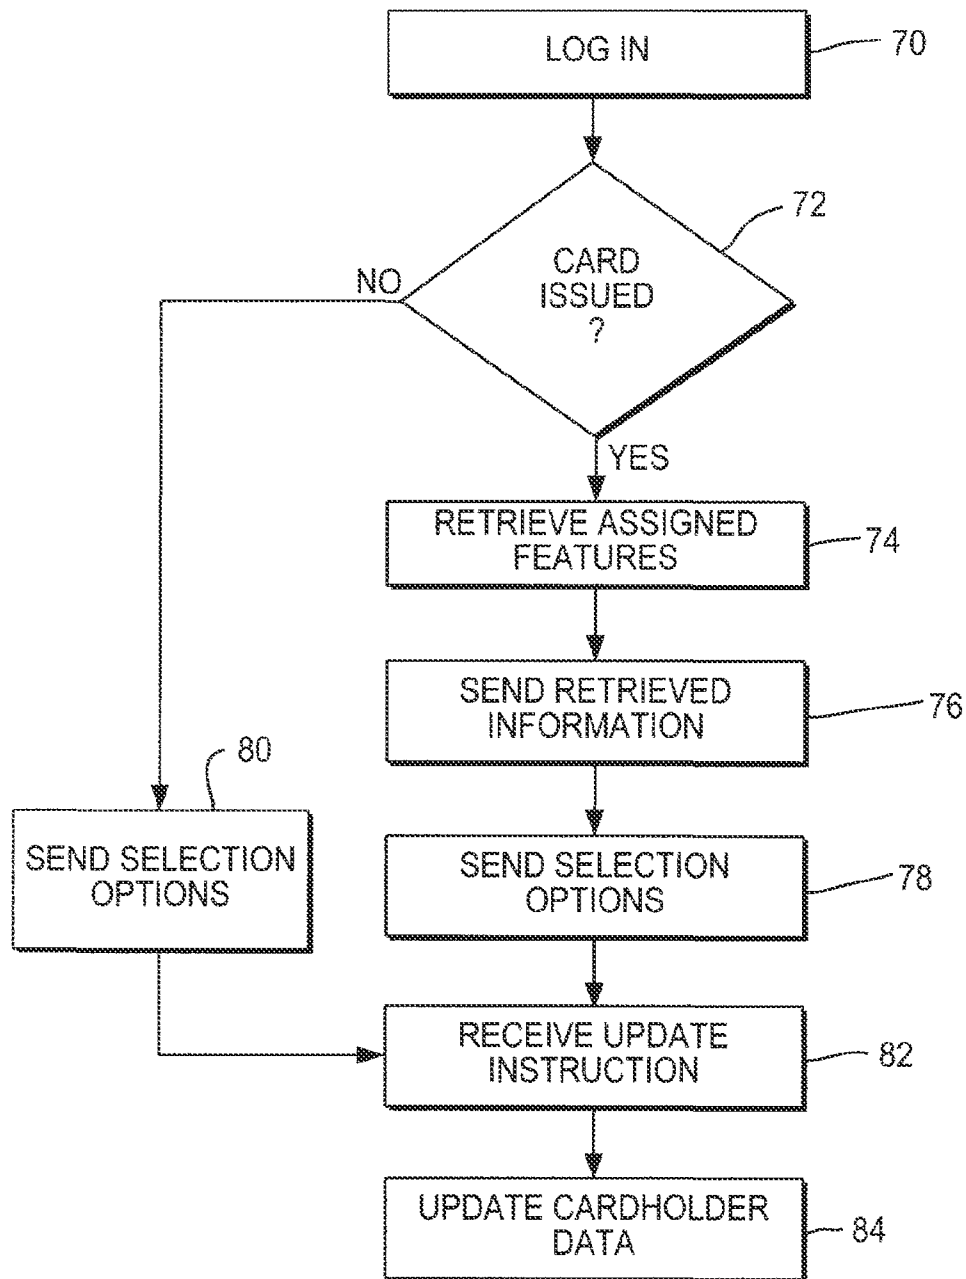 LOG IN
70
72
CARD
ISSUED
?
NO
YES
RETRIEVE ASSIGNED
FEATURES
74
SEND RETRIEVED
INFORMATION
76
80
SEND SELECTION
OPTIONS
SEND SELECTION
OPTIONS
78
RECEIVE UPDATE
INSTRUCTION
82
UPDATE CARDHOLDER
DATA
84